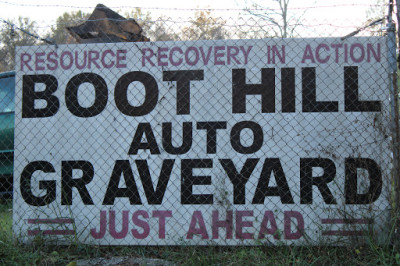 RESOURCE RECOVERY IN ACTION
BOOT HILL
AUTO
GRAVEYARD
JUST AHEAD